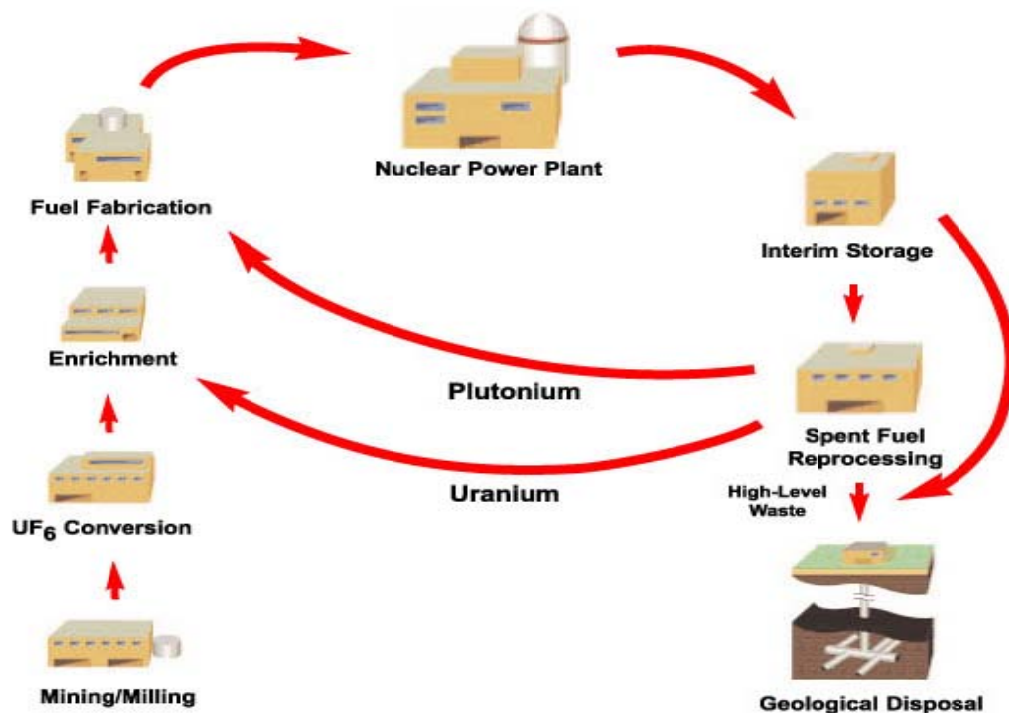 Nuclear Power Plant
Fuel Fabrication
Interim Storage
Enrichment
Plutonium
Spent Fuel
Reprocessing
Uranium
High-Level
Waste
UF6 Conversion
Mining/Milling
Geological Disposal